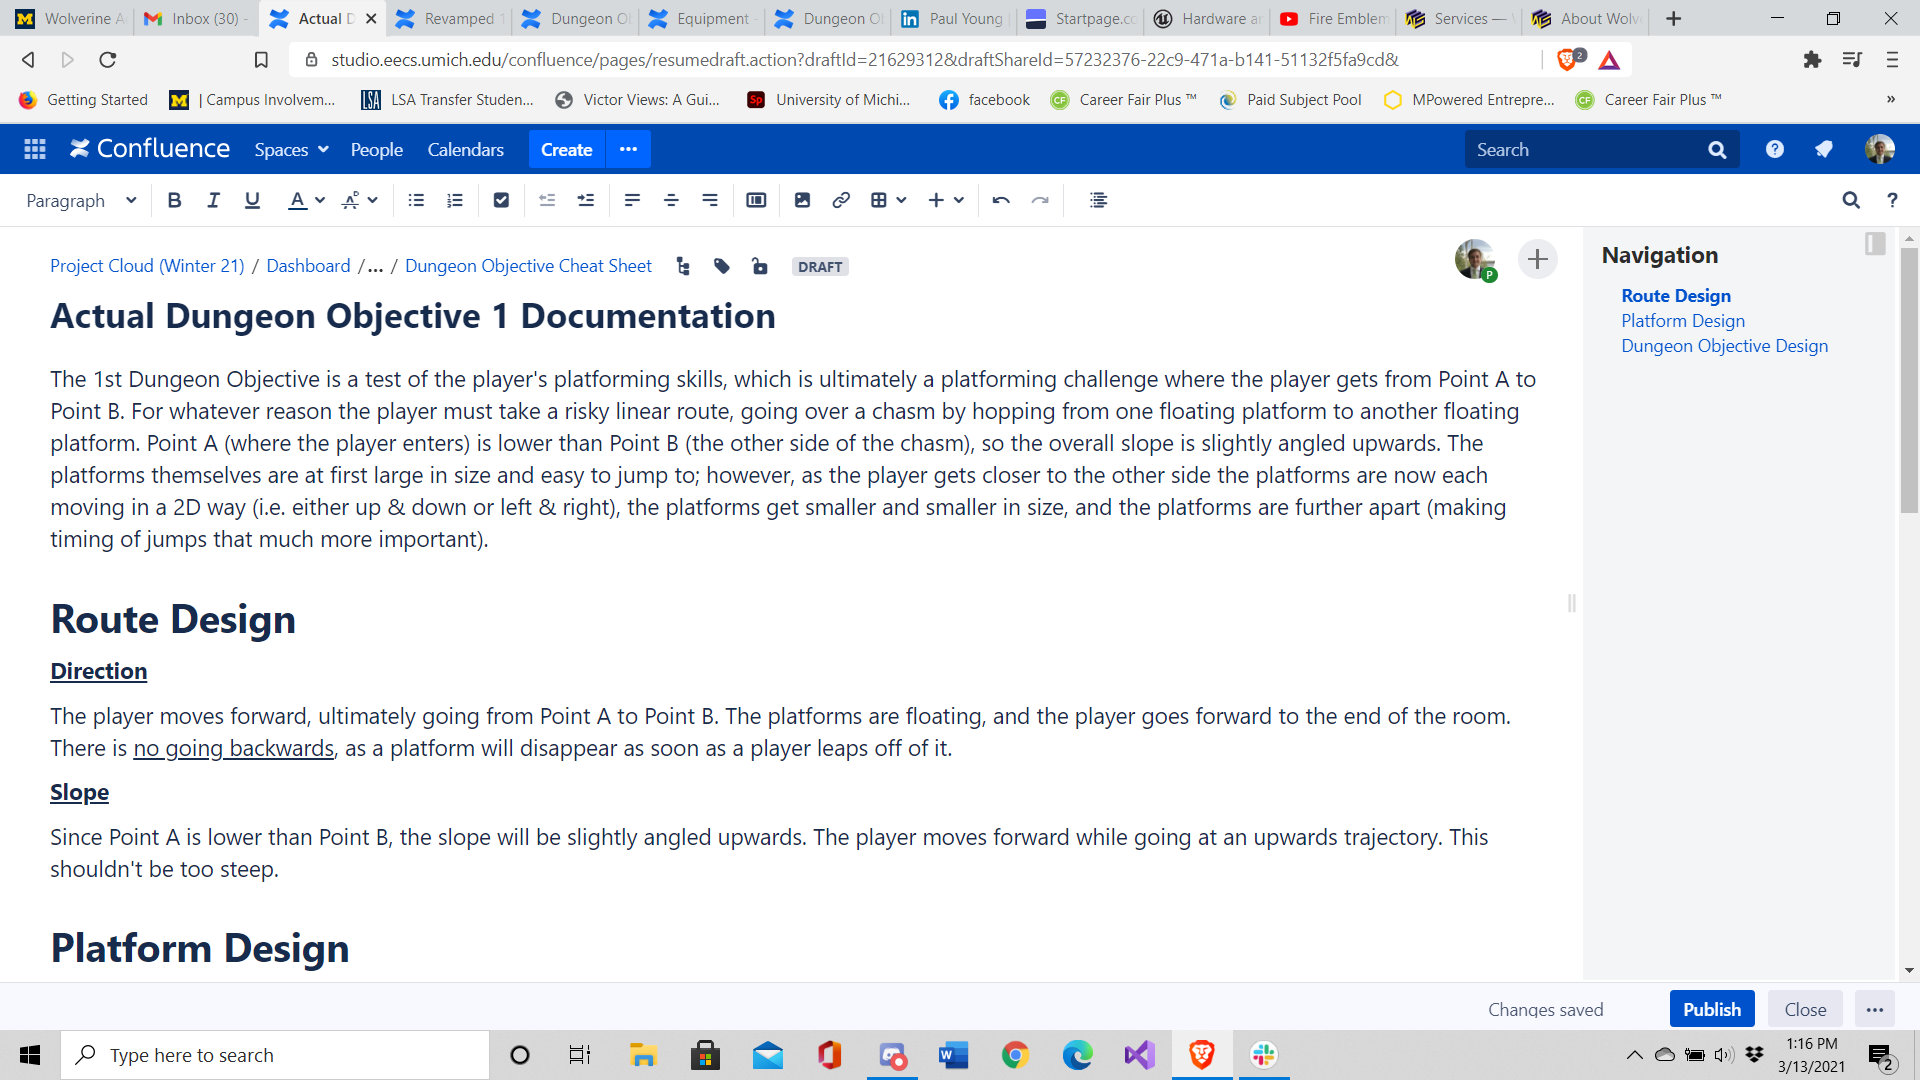 Wolverine A
Inbox (30) -
Actual D
Revamped 1
Dungeon Ol
Equipment -
Dungeon Ol
Paul Young |
Startpage.co
Hardware an
Fire Emblem
Services — W
About Wolv
studio.eecs.umich.edu/confluence/pages/resumedraft.action?draftId=21629312&draftShareId=57232376-22c9-471a-b141-51132f5fa9cd&
2
Getting Started
| Campus Involvem...
LSA Transfer Studen...
Victor Views: A Gui...
University of Michi...
facebook
Career Fair Plus ™
Paid Subject Pool
MPowered Entrepre...
Career Fair Plus ™
»
Confluence
Spaces
People
Calendars
Create
•••
Search
Paragraph
B I U A
Project Cloud (Winter 21) / Dashboard /... / Dungeon Objective Cheat Sheet
DRAFT
P
Actual Dungeon Objective 1 Documentation
The 1st Dungeon Objective is a test of the player's platforming skills, which is ultimately a platforming challenge where the player gets from Point A to
Point B. For whatever reason the player must take a risky linear route, going over a chasm by hopping from one floating platform to another floating
platform. Point A (where the player enters) is lower than Point B (the other side of the chasm), so the overall slope is slightly angled upwards. The
platforms themselves are at first large in size and easy to jump to; however, as the player gets closer to the other side the platforms are now each
moving in a 2D way (i.e. either up & down or left & right), the platforms get smaller and smaller in size, and the platforms are further apart (making
timing of jumps that much more important).
Route Design
Direction
The player moves forward, ultimately going from Point A to Point B. The platforms are floating, and the player goes forward to the end of the room.
There is no going backwards, as a platform will disappear as soon as a player leaps off of it.
Slope
Since Point A is lower than Point B, the slope will be slightly angled upwards. The player moves forward while going at an upwards trajectory. This
shouldn't be too steep.
Platform Design
Navigation
Route Design
Platform Design
Dungeon Objective Design
Changes saved
Publish
Close
•••
Type here to search
1:16 PM
3/13/2021
2